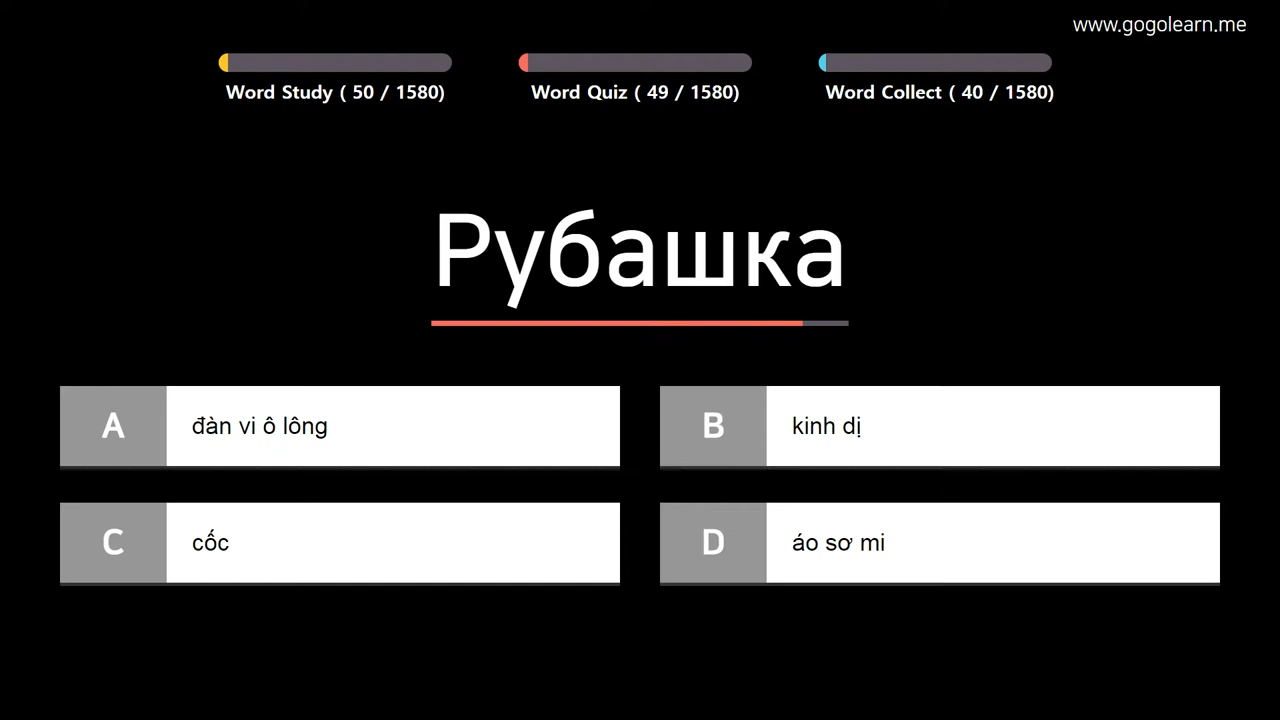 www.gogolearn.me
Word Study ( 50 / 1580)
Word Quiz ( 49 / 1580)
Word Collect ( 40 / 1580)
Рубашка
A
đàn vi ô lông
B
kinh dị
C
cốc
D
áo sơ mi